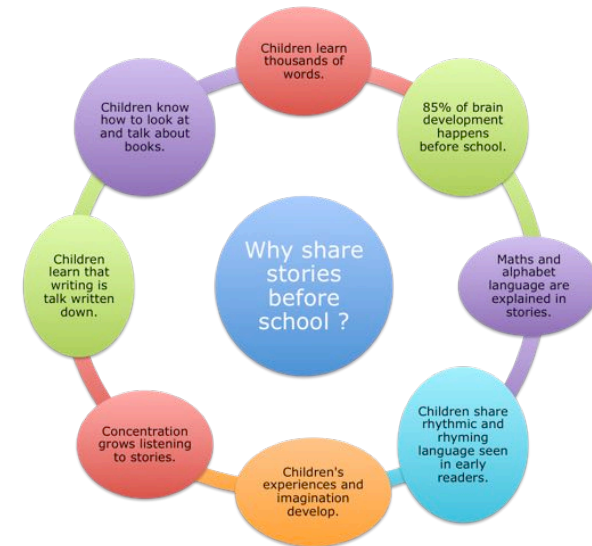 Children learn
thousands of
words.
85% of brain
development
happens
before school.
Maths and
alphabet
language are
explained in
stories.
Children share
rhythmic and
rhyming
language seen
in early
readers.
Children's
experiences and
imagination
develop.
Concentration
grows listening
to stories.
Children
learn that
writing is
talk written
down.
Children know
how to look at
and talk about
books.
Why share
stories
before
school ?